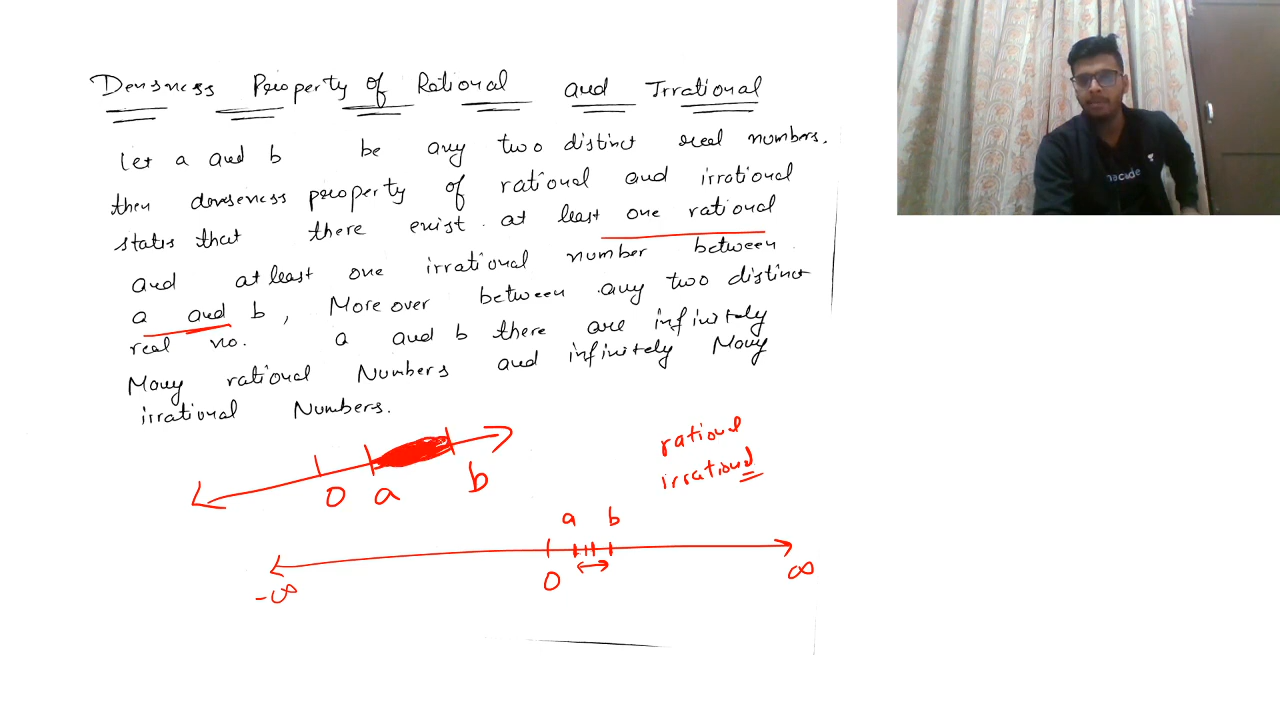 Denseness Property of Rational and Irrational
Let a and b be any two distinct real numbers.
then denseness property of rational and irrational
states that there exist at least one rational
and at least one irrational number between
a and b, More over between any two distinct
real no. a and b there are infinitely
Many rational Numbers and infinitely Many
irrational Numbers.
0 a b
rational
irrational
a b
0
-∞ ∞